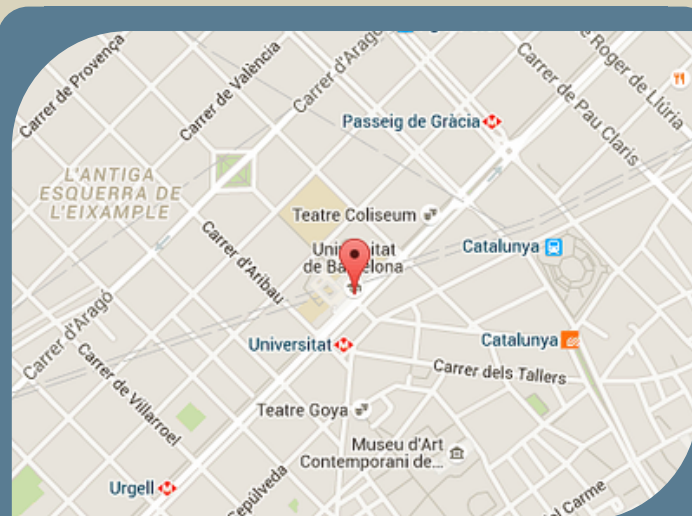 Carrer de Provença
Carrer de València
Carrer d'Aragó
de Roger de Llúria
Carrer de Pau Claris
Passeig de Gràcia
L'ANTIGA
ESQUERRA DE
L'EIXAMPLE
Teatre Coliseum
Carrer d'Aribau
Universitat
de Barcelona
Catalunya
Carrer d'Aragó
Universitat
Catalunya
Carrer de Villarroel
Carrer dels Tallers
Teatre Goya
Museu d'Art
Contemporani de...
Urgell
Sepúlveda
del Carme